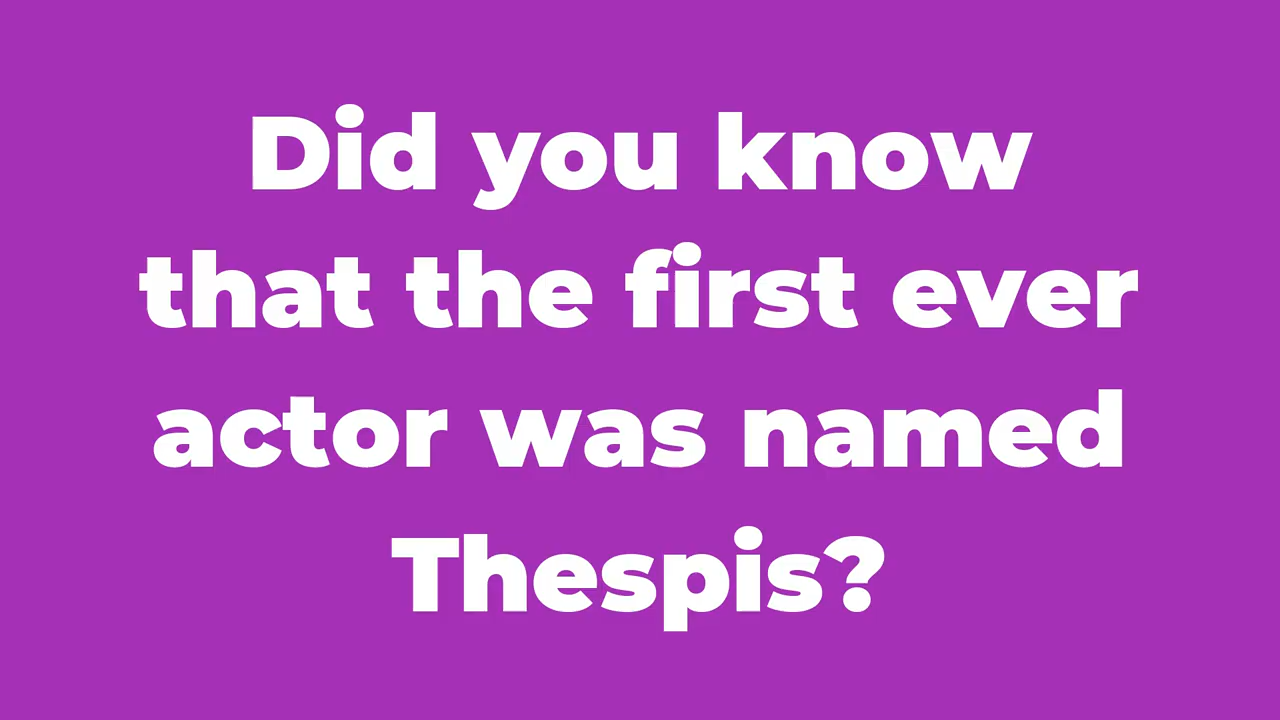 Did you know
that the first ever
actor was named
Thespis?